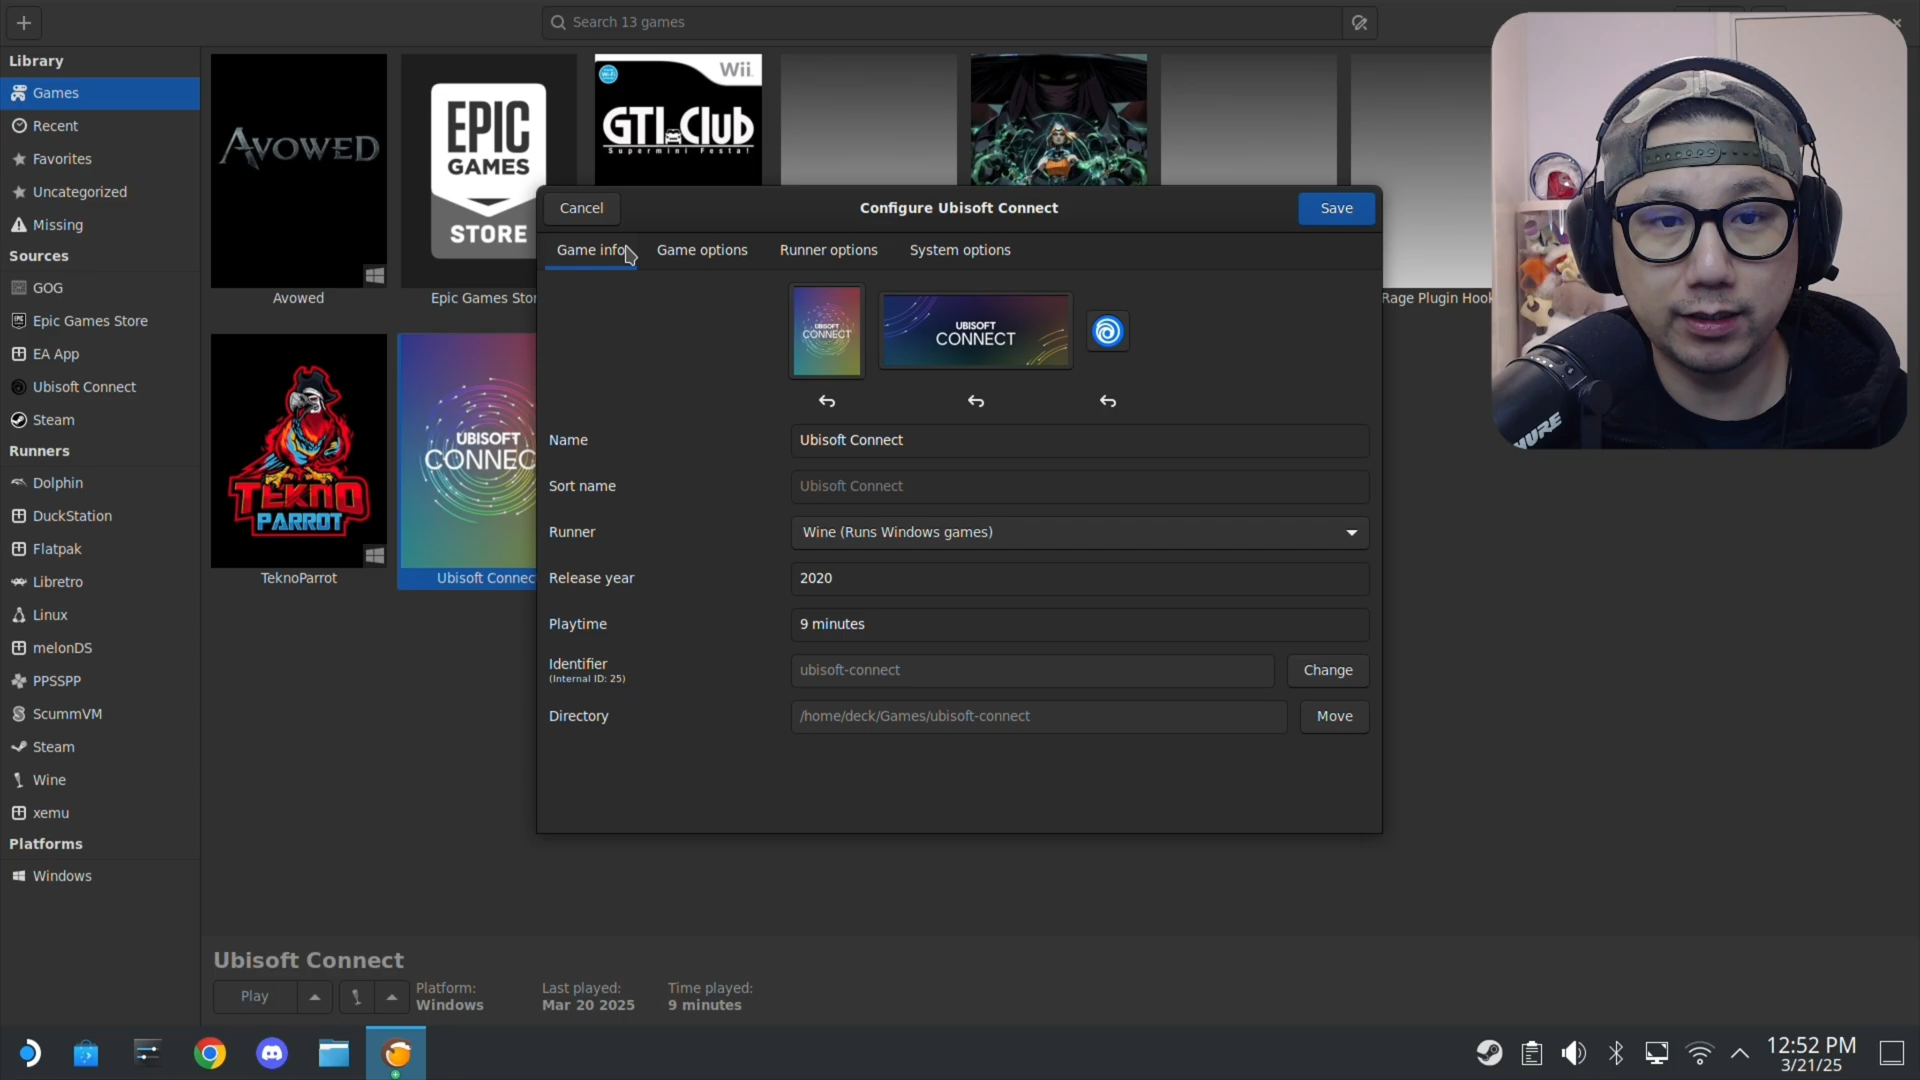 Search 13 games
Library
Games
Recent
Favorites
Uncategorized
Missing
Sources
GOG
Epic Games Store
EA App
Ubisoft Connect
Steam
Runners
Dolphin
DuckStation
Flatpak
Libretro
Linux
melonDS
PPSSPP
ScummVM
Steam
Wine
xemu
Platforms
Windows
AVOWED
Avowed
EPIC
GAMES
STORE
Epic Games Stor
Wii
GTI Club
Supermini Festa!
Rage Plugin Hook
TEKNO
PARROT
TeknoParrot
UBISOFT
CONNEC
Ubisoft Connec
Cancel
Configure Ubisoft Connect
Save
Game info
Game options
Runner options
System options
UBISOFT
CONNECT
UBISOFT
CONNECT
Name
Ubisoft Connect
Sort name
Ubisoft Connect
Runner
Wine (Runs Windows games)
Release year
2020
Playtime
9 minutes
Identifier
(Internal ID: 25)
ubisoft-connect
Change
Directory
/home/deck/Games/ubisoft-connect
Move
SHURE
Ubisoft Connect
Play
Platform:
Windows
Last played:
Mar 20 2025
Time played:
9 minutes
12:52 PM
3/21/25